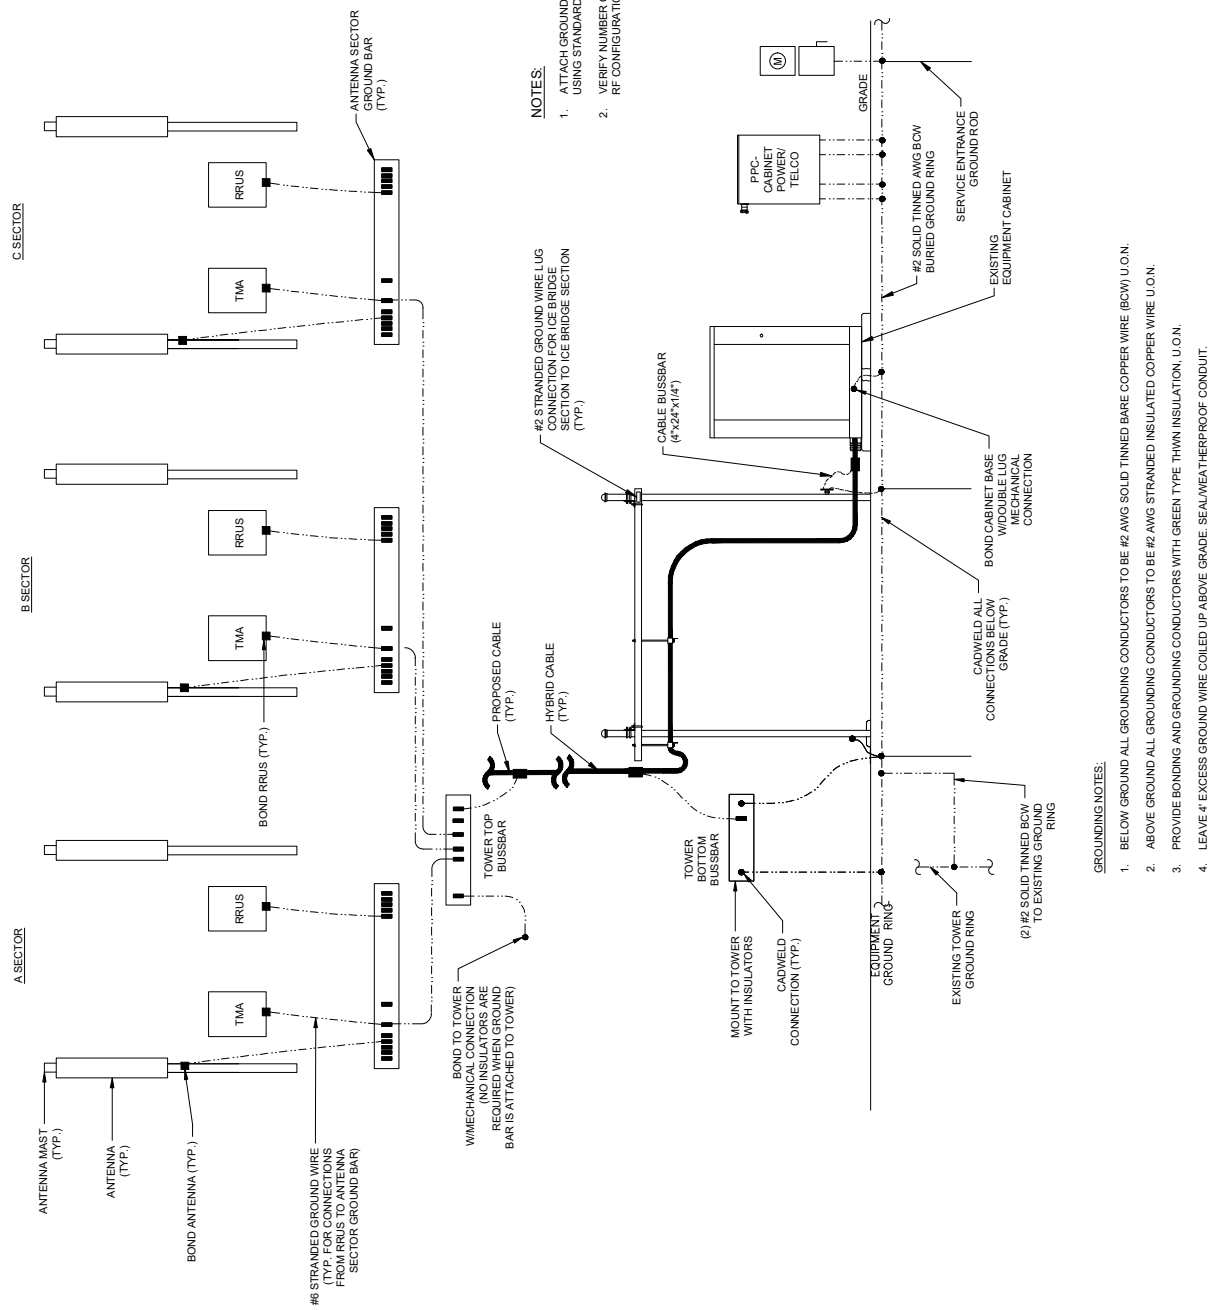 A SECTOR
B SECTOR
C SECTOR
ANTENNA MAST
(TYP.)
ANTENNA
(TYP.)
BOND ANTENNA (TYP.)
#6 STRANDED GROUND WIRE
(TYP. FOR CONNECTIONS
FROM RRUS TO ANTENNA
SECTOR GROUND BAR)
TMA
RRUS
BOND RRUS (TYP.)
TMA
RRUS
TMA
RRUS
ANTENNA SECTOR
GROUND BAR
(TYP.)
TOWER TOP
BUSSBAR
BOND TO TOWER
W/MECHANICAL CONNECTION
(NO INSULATORS ARE
REQUIRED WHEN GROUND
BAR IS ATTACHED TO TOWER)
PROPOSED CABLE
(TYP.)
HYBRID CABLE
(TYP.)
#2 STRANDED GROUND WIRE LUG
CONNECTION FOR ICE BRIDGE
SECTION TO ICE BRIDGE SECTION
(TYP.)
NOTES:
1. ATTACH GROUND
USING STANDARD
2. VERIFY NUMBER
RF
CABLE BUSSBAR
(4"x24"x1/4")
TOWER
BOTTOM
BUSSBAR
MOUNT TO TOWER
WITH INSULATORS
CADWELD
CONNECTION (TYP.)
M
PPC-
CABINET
POWER/
TELCO
GRADE
EQUIPMENT
GROUND RING
EXISTING TOWER
GROUND RING
(2) #2 SOLID TINNED BCW
TO EXISTING GROUND
RING
CADWELD ALL
CONNECTIONS BELOW
GRADE (TYP.)
BOND CABINET BASE
W/DOUBLE LUG
MECHANICAL
CONNECTION
EXISTING
EQUIPMENT CABINET
#2 SOLID TINNED AWG BCW
BURIED GROUND RING
SERVICE ENTRANCE
GROUND ROD
GROUNDING NOTES:
1. BELOW GROUND ALL GROUNDING CONDUCTORS TO BE #2 AWG SOLID TINNED BARE COPPER WIRE (BCW) U.O.N.
2. ABOVE GROUND ALL GROUNDING CONDUCTORS TO BE #2 AWG STRANDED INSULATED COPPER WIRE U.O.N.
3. PROVIDE BONDING AND GROUNDING CONDUCTORS WITH GREEN TYPE THWN INSULATION, U.O.N.
4. LEAVE 4' EXCESS GROUND WIRE COILED UP ABOVE GRADE. SEAL/WEATHERPROOF CONDUIT.